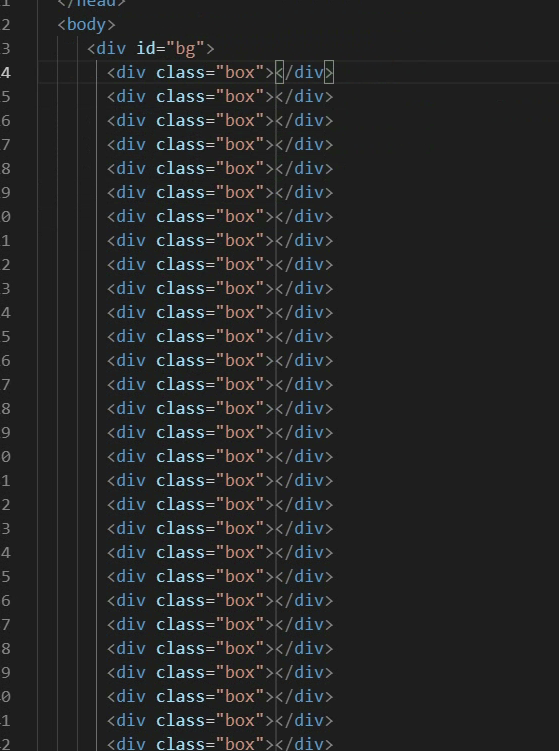 1 </head>
2 <body>
3 <div id="bg">
4 <div class="box"></div>
5 <div class="box"></div>
6 <div class="box"></div>
7 <div class="box"></div>
8 <div class="box"></div>
9 <div class="box"></div>
0 <div class="box"></div>
1 <div class="box"></div>
2 <div class="box"></div>
3 <div class="box"></div>
4 <div class="box"></div>
5 <div class="box"></div>
6 <div class="box"></div>
7 <div class="box"></div>
8 <div class="box"></div>
9 <div class="box"></div>
0 <div class="box"></div>
1 <div class="box"></div>
2 <div class="box"></div>
3 <div class="box"></div>
4 <div class="box"></div>
5 <div class="box"></div>
6 <div class="box"></div>
7 <div class="box"></div>
8 <div class="box"></div>
9 <div class="box"></div>
0 <div class="box"></div>
1 <div class="box"></div>
2 <div class="box"></div>